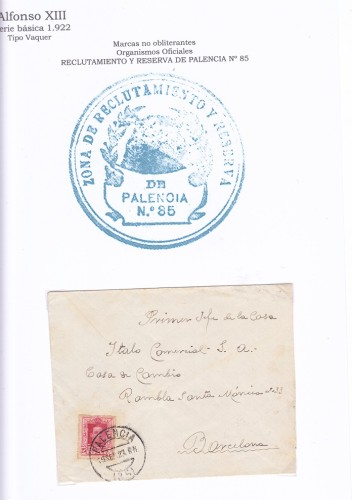 Alfonso XIII
erie básica 1.922
Tipo Vaquer
Marcas no obliterantes
Organismos Oficiales
RECLUTAMIENTO Y RESERVA DE PALENCIA Nº 85
ZONA DE RECLUTAMIENTO Y RESERVA
DE
PALENCIA
N.º 85
Primer Jefe de la Casa
Italo Comercial S. A.
Casa de Cambio
Rambla Santa Mónica
Barcelona
PALENCIA